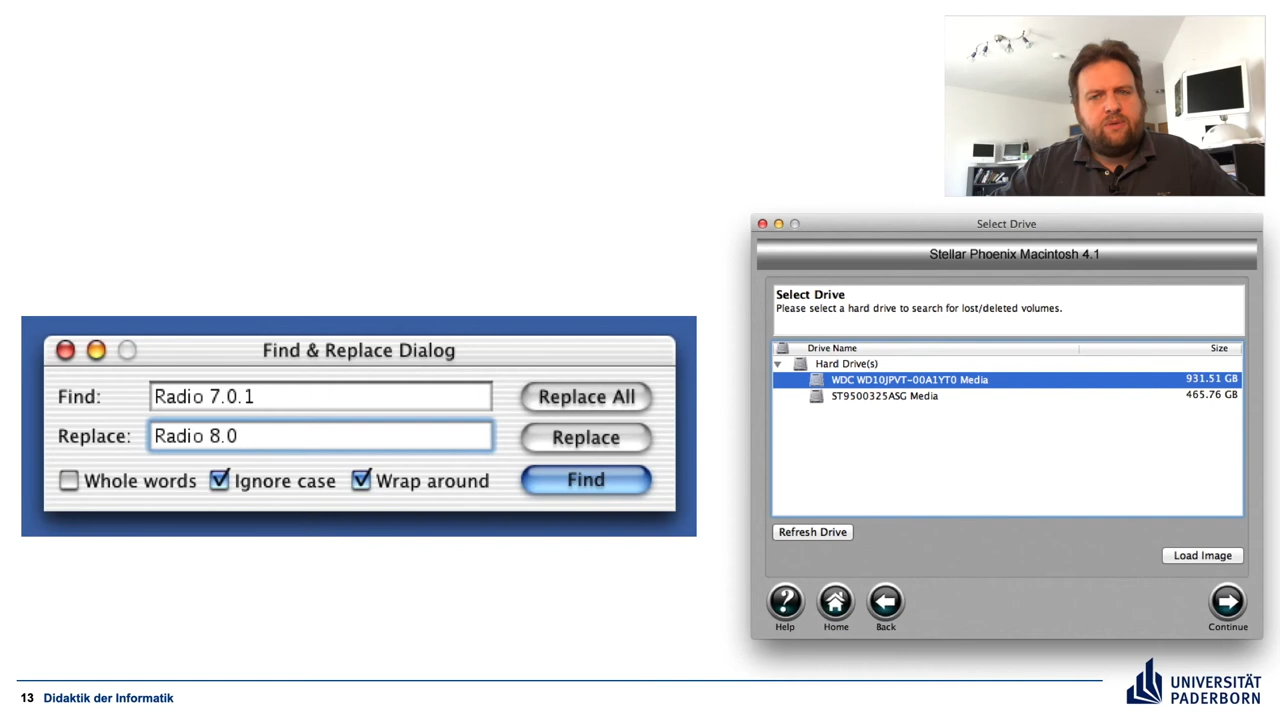 Find & Replace Dialog
Find: Radio 7.0.1 Replace All
Replace: Radio 8.0 Replace
Whole words Ignore case Wrap around Find
Select Drive
Stellar Phoenix Macintosh 4.1
Select Drive
Please select a hard drive to search for lost/deleted volumes.
Drive Name Size
Hard Drive(s)
WDC WD10JPVT-00A1YT0 Media 931.51 GB
ST9500325ASG Media 465.76 GB
Refresh Drive
Load Image
? Help Home Back Continue
13 Didaktik der Informatik
UNIVERSITÄT
PADERBORN